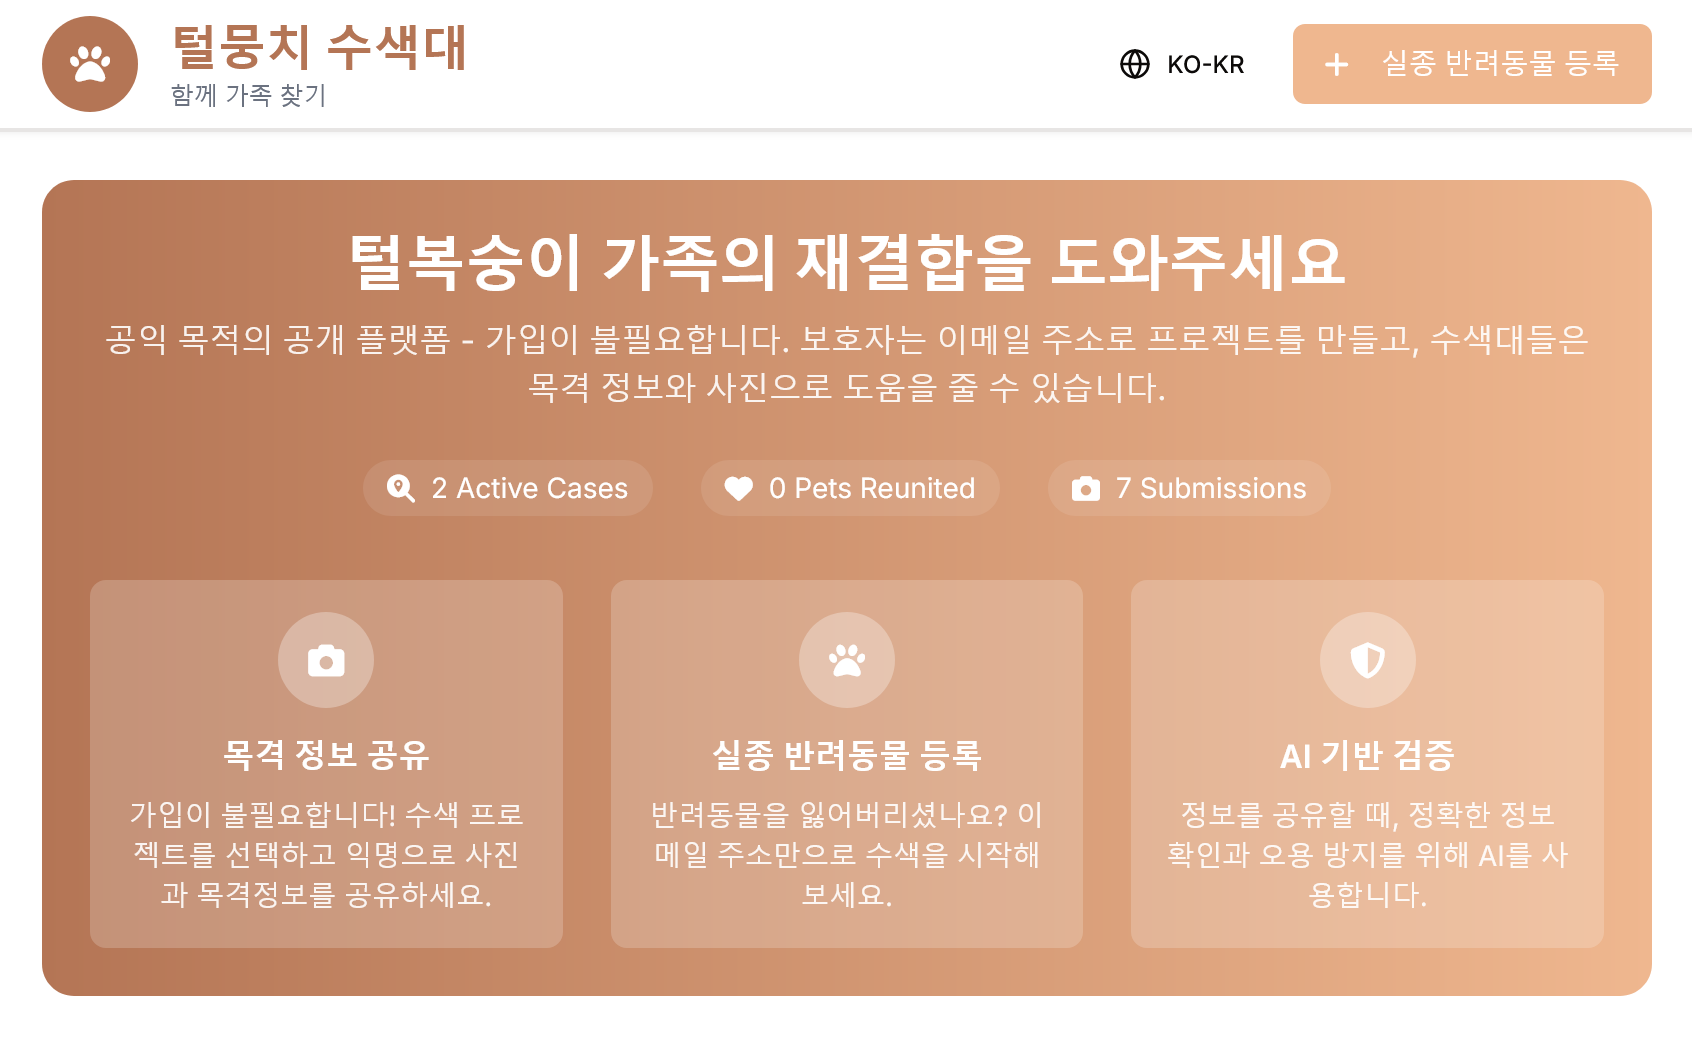 털뭉치 수색대
함께 가족 찾기
KO-KR
실종 반려동물 등록
털복숭이 가족의 재결합을 도와주세요
공익 목적의 공개 플랫폼 - 가입이 불필요합니다. 보호자는 이메일 주소로 프로젝트를 만들고, 수색대들은
목격 정보와 사진으로 도움을 줄 수 있습니다.
2 Active Cases
0 Pets Reunited
7 Submissions
목격 정보 공유
가입이 불필요합니다! 수색 프로
젝트를 선택하고 익명으로 사진
과 목격정보를 공유하세요.
실종 반려동물 등록
반려동물을 잃어버리셨나요? 이
메일 주소만으로 수색을 시작해
보세요.
AI 기반 검증
정보를 공유할 때, 정확한 정보
확인과 오용 방지를 위해 AI를 사
용합니다.